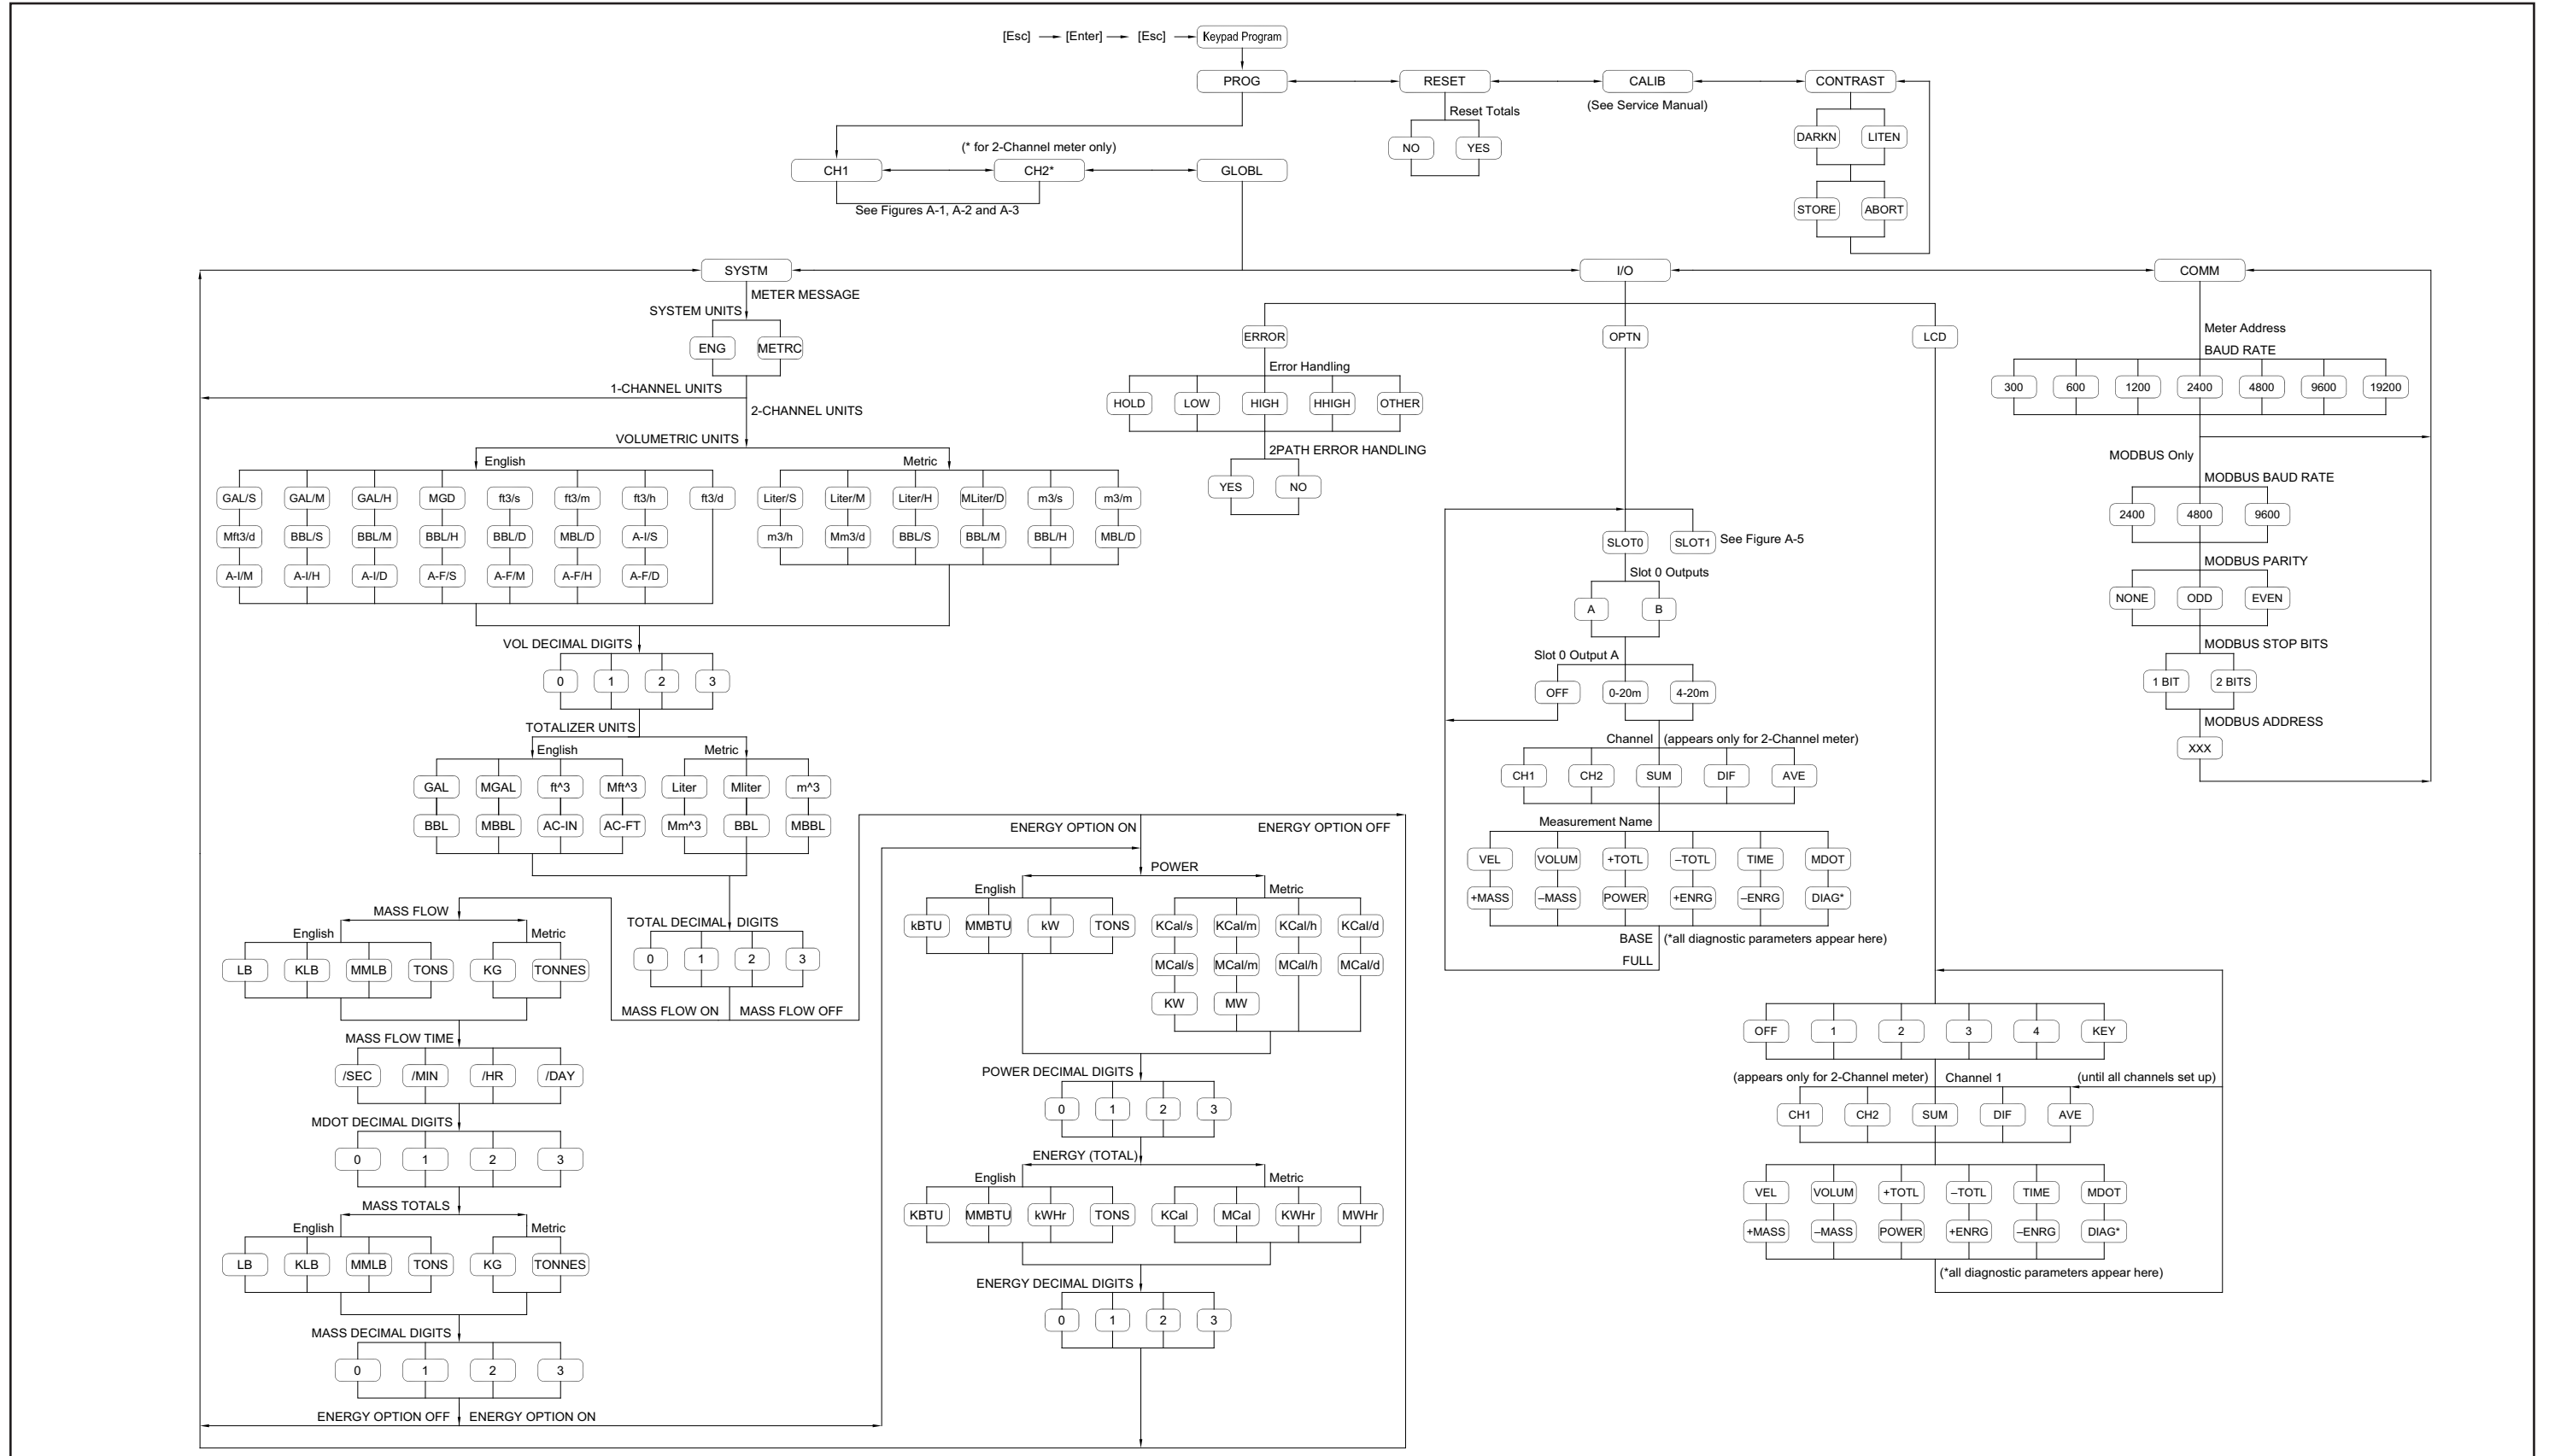 [Esc] [Enter] [Esc] Keypad Program
PROG RESET CALIB CONTRAST
(See Service Manual)
Reset Totals
NO YES
DARKN LITEN
STORE ABORT
(* for 2-Channel meter only)
CH1 CH2* GLOBL
See Figures A-1, A-2 and A-3
SYSTM I/O COMM
METER MESSAGE
SYSTEM UNITS
ENG METRC
1-CHANNEL UNITS
2-CHANNEL UNITS
VOLUMETRIC UNITS
English Metric
GAL/S GAL/M GAL/H MGD ft3/s ft3/m ft3/h ft3/d
Mft3/d BBL/S BBL/M BBL/H BBL/D MBL/D A-I/S
A-I/M A-I/H A-I/D A-F/S A-F/M A-F/H A-F/D
Liter/S Liter/M Liter/H MLiter/D m3/s m3/m
m3/h Mm3/d BBL/S BBL/M BBL/H MBL/D
VOL DECIMAL DIGITS
0 1 2 3
TOTALIZER UNITS
English Metric
GAL MGAL ft^3 Mft^3 Liter Mliter m^3
BBL MBBL AC-IN AC-FT Mm^3 BBL MBBL
TOTAL DECIMAL DIGITS
0 1 2 3
MASS FLOW ON MASS FLOW OFF
MASS FLOW
English Metric
LB KLB MMLB TONS KG TONNES
MASS FLOW TIME
/SEC /MIN /HR /DAY
MDOT DECIMAL DIGITS
0 1 2 3
MASS TOTALS
English Metric
LB KLB MMLB TONS KG TONNES
MASS DECIMAL DIGITS
0 1 2 3
ENERGY OPTION OFF ENERGY OPTION ON
ENERGY OPTION ON ENERGY OPTION OFF
POWER
English Metric
kBTU MMBTU kW TONS KCal/s KCal/m KCal/h KCal/d
MCal/s MCal/m MCal/h MCal/d
KW MW
POWER DECIMAL DIGITS
0 1 2 3
ENERGY (TOTAL)
English Metric
KBTU MMBTU kWHr TONS KCal MCal KWHr MWHr
ENERGY DECIMAL DIGITS
0 1 2 3
ERROR OPTN LCD
Error Handling
HOLD LOW HIGH HHIGH OTHER
2PATH ERROR HANDLING
YES NO
SLOT0 SLOT1 See Figure A-5
Slot 0 Outputs
A B
Slot 0 Output A
OFF 0-20m 4-20m
Channel (appears only for 2-Channel meter)
CH1 CH2 SUM DIF AVE
Measurement Name
VEL VOLUM +TOTL –TOTL TIME MDOT
+MASS –MASS POWER +ENRG –ENRG DIAG*
BASE (*all diagnostic parameters appear here)
FULL
OFF 1 2 3 4 KEY
(appears only for 2-Channel meter) Channel 1 (until all channels set up)
CH1 CH2 SUM DIF AVE
VEL VOLUM +TOTL –TOTL TIME MDOT
+MASS –MASS POWER +ENRG –ENRG DIAG*
(*all diagnostic parameters appear here)
Meter Address
BAUD RATE
300 600 1200 2400 4800 9600 19200
MODBUS Only
MODBUS BAUD RATE
2400 4800 9600
MODBUS PARITY
NONE ODD EVEN
MODBUS STOP BITS
1 BIT 2 BITS
MODBUS ADDRESS
XXX